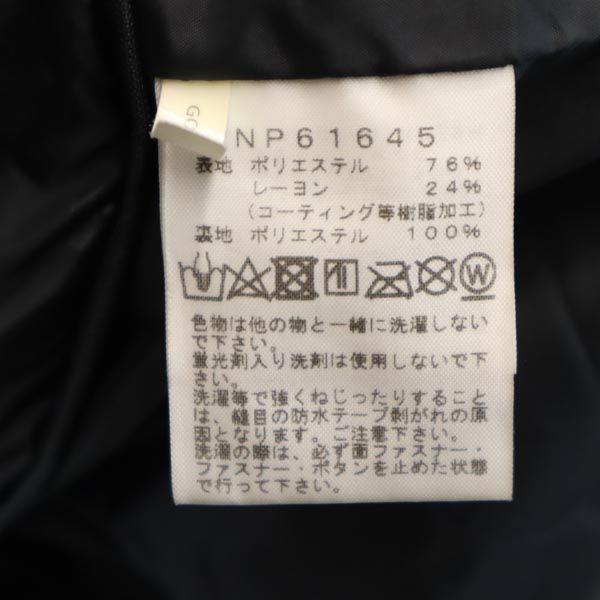 GO
NP61645
表地 ポリエステル 76%
レーヨン 24%
(コーティング等樹脂加工)
裏地 ポリエステル 100%
W
色物は他の物と一緒に洗濯しない
で下さい。
蛍光剤入り洗剤は使用しないで下
さい。
洗濯等で強くねじったりすること
は、縫目の防水テープ剥がれの原
因となります。ご注意下さい。
洗濯の際は、必ず面ファスナー・
ファスナー・ボタンを止めた状態
で行って下さい。